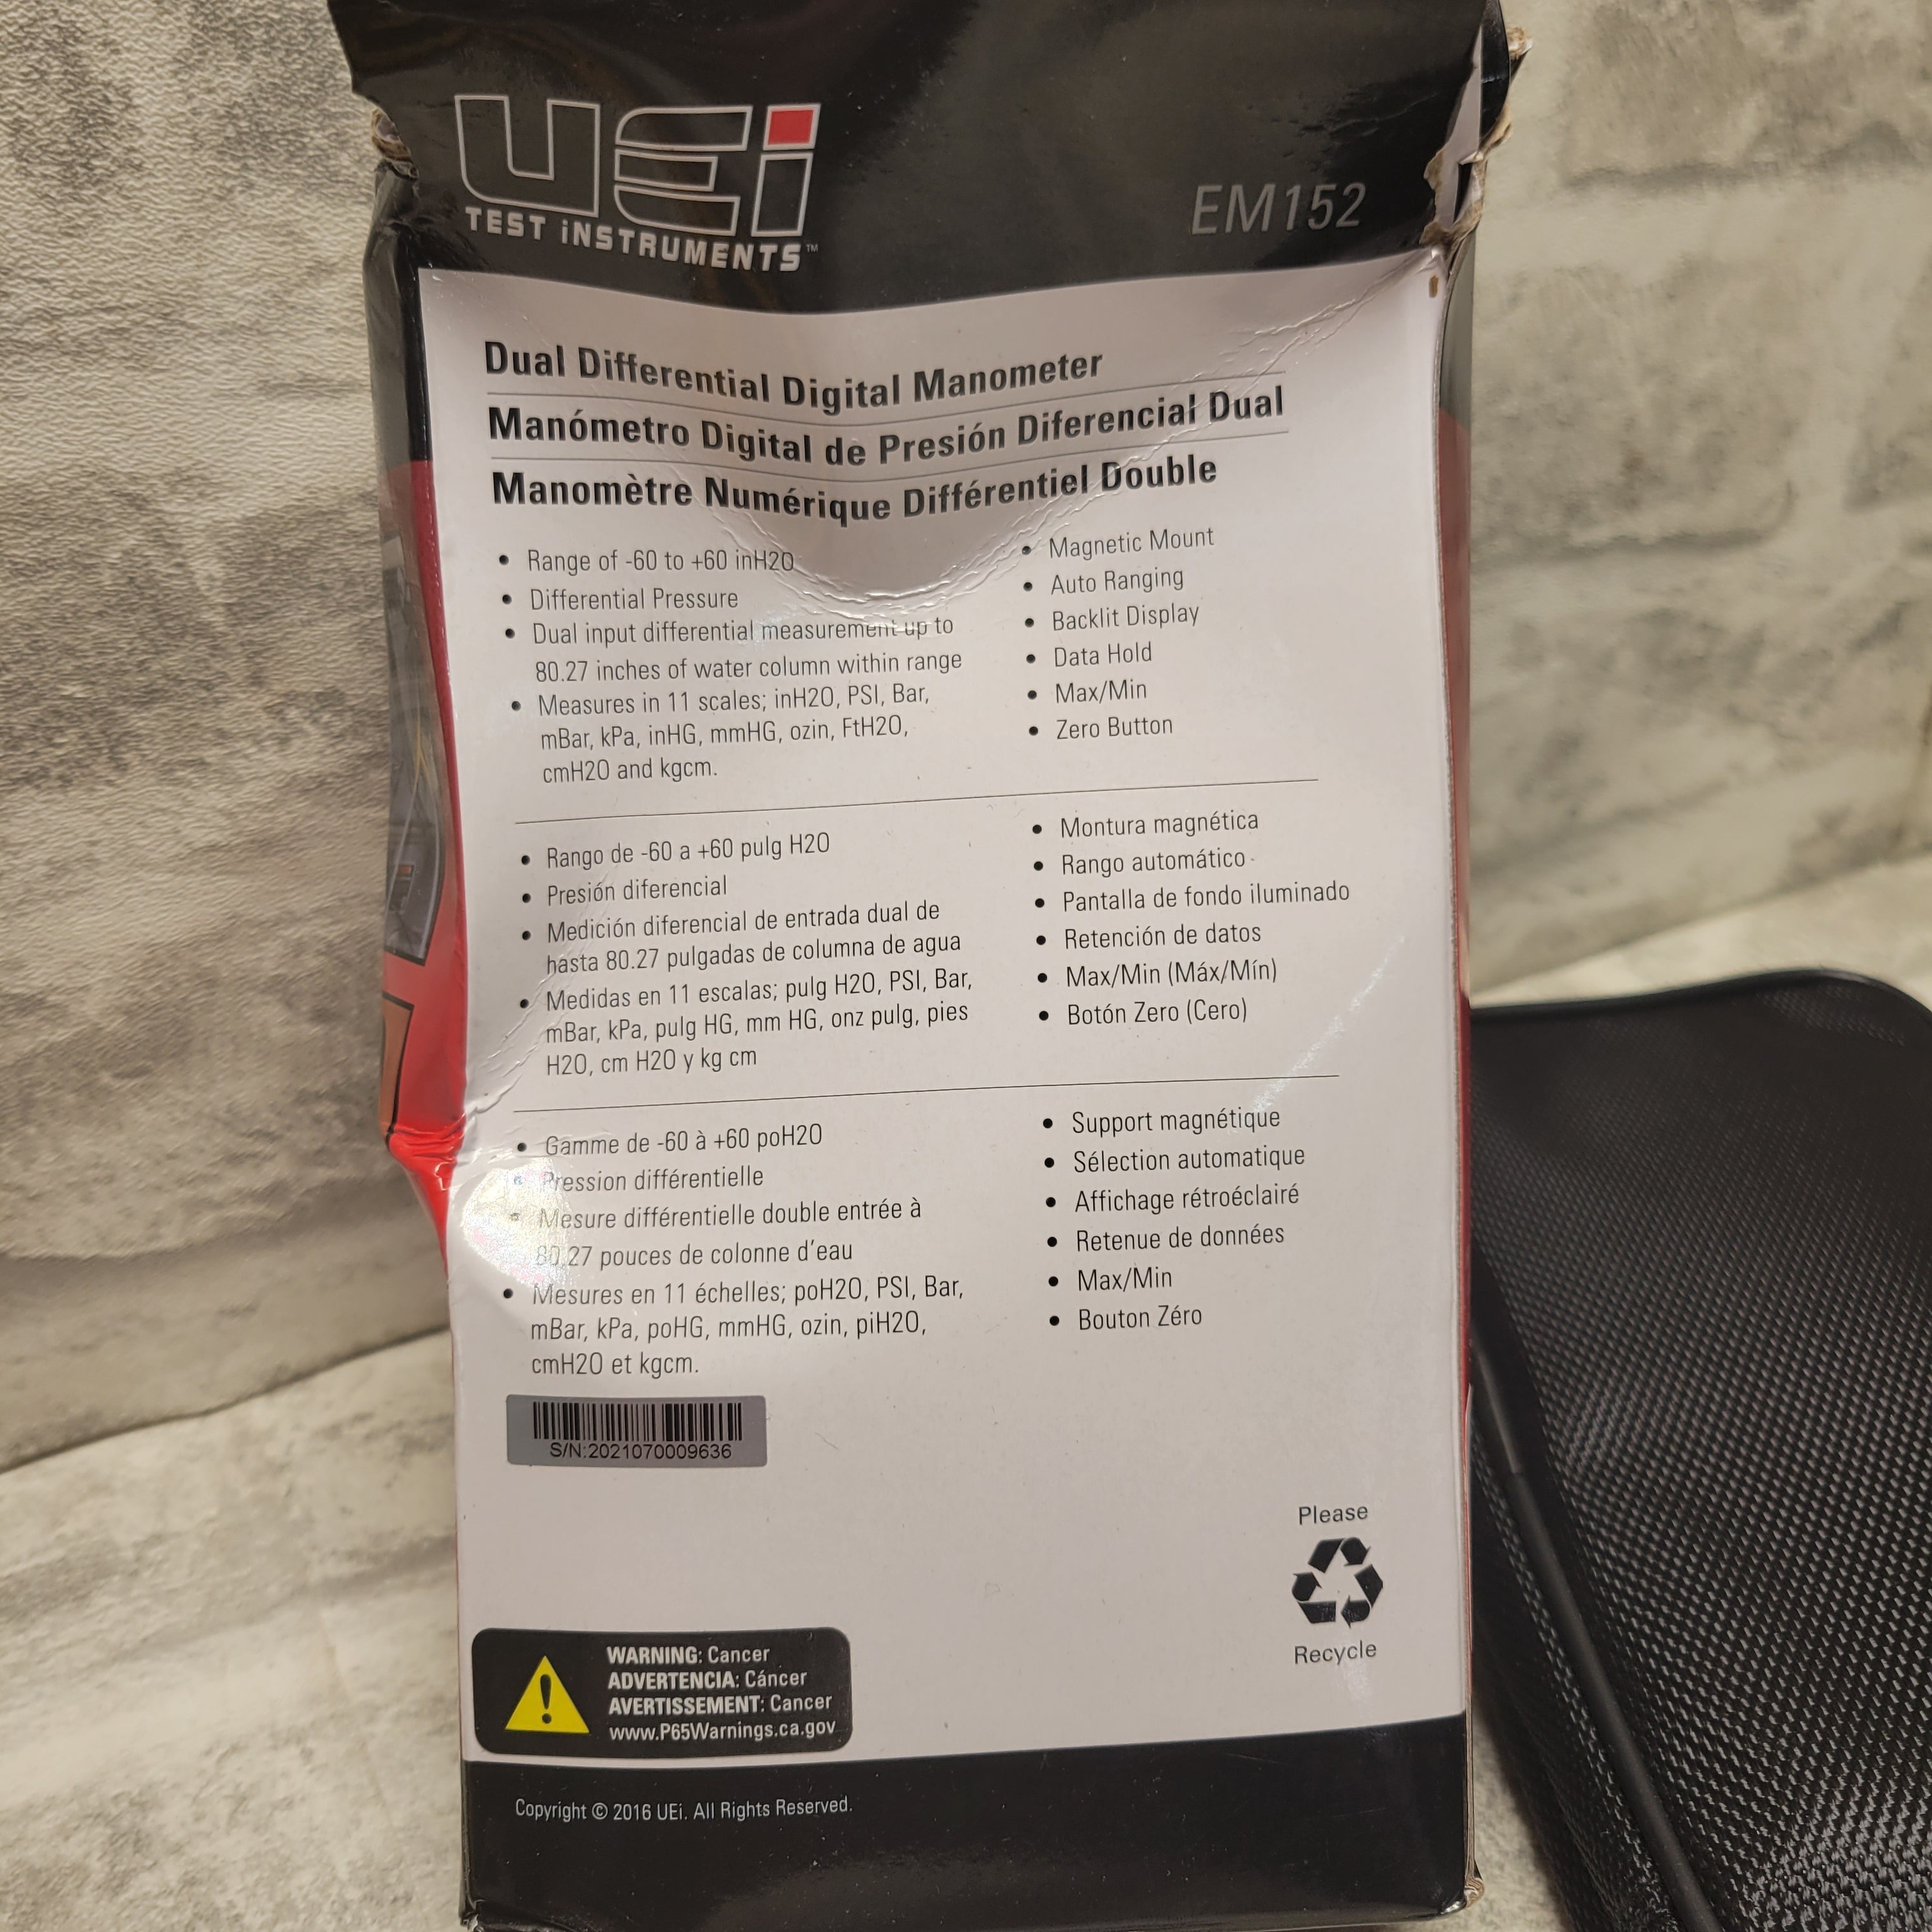 UEi
TEST iNSTRUMENTS™
EM152
Dual Differential Digital Manometer
Manómetro Digital de Presión Diferencial Dual
Manomètre Numérique Différentiel Double
• Range of -60 to +60 inH2O
• Differential Pressure
• Dual input differential measurement up to
80.27 inches of water column within range
• Measures in 11 scales; inH2O, PSI, Bar,
mBar, kPa, inHG, mmHG, ozin, FtH2O,
cmH2O and kgcm.
• Magnetic Mount
• Auto Ranging
• Backlit Display
• Data Hold
• Max/Min
• Zero Button
• Rango de -60 a +60 pulg H2O
• Presión diferencial
• Medición diferencial de entrada dual de
hasta 80.27 pulgadas de columna de agua
• Medidas en 11 escalas; pulg H2O, PSI, Bar,
mBar, kPa, pulg HG, mm HG, onz pulg, pies
H2O, cm H2O y kg cm
• Montura magnética
• Rango automático
• Pantalla de fondo iluminado
• Retención de datos
• Max/Min (Máx/Mín)
• Botón Zero (Cero)
• Gamme de -60 à +60 poH2O
• Pression différentielle
• Mesure différentielle double entrée à
80.27 pouces de colonne d'eau
• Mesures en 11 échelles; poH2O, PSI, Bar,
mBar, kPa, poHG, mmHG, ozin, piH2O,
cmH2O et kgcm.
• Support magnétique
• Sélection automatique
• Affichage rétroéclairé
• Retenue de données
• Max/Min
• Bouton Zéro
S/N:2021070009636
Please
Recycle
WARNING: Cancer
ADVERTENCIA: Cáncer
AVERTISSEMENT: Cancer
www.P65Warnings.ca.gov
Copyright © 2016 UEi. All Rights Reserved.